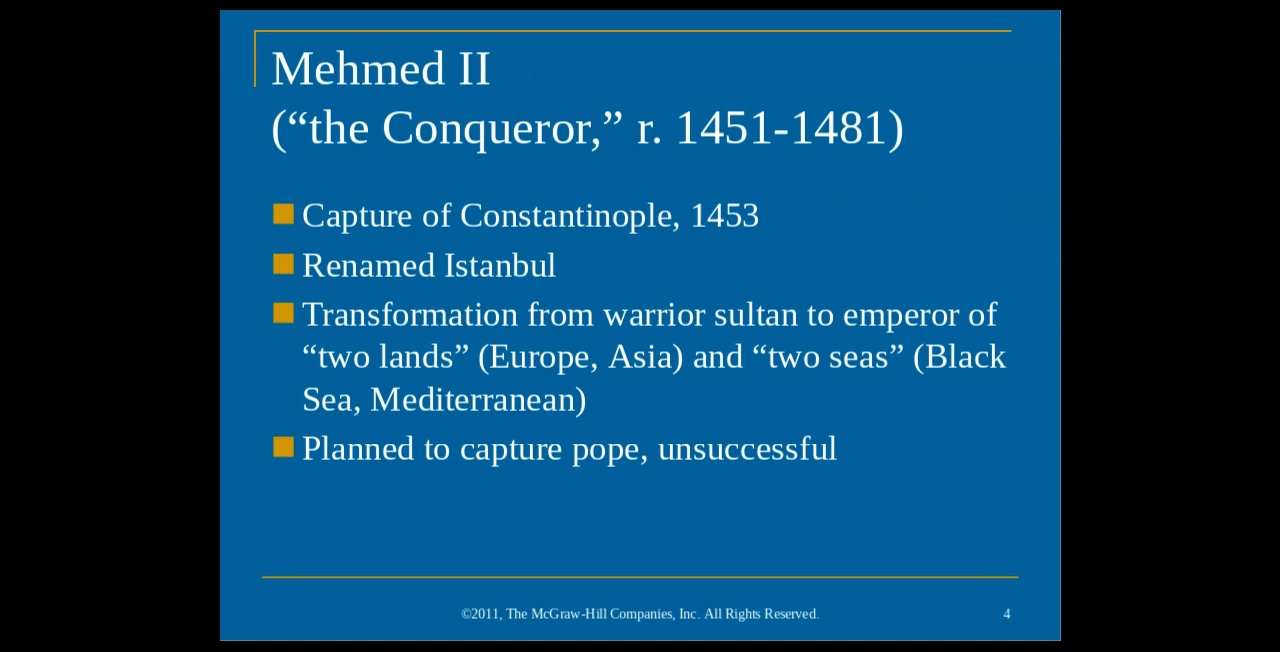 Mehmed II
(“the Conqueror,” r. 1451-1481)
Capture of Constantinople, 1453
Renamed Istanbul
Transformation from warrior sultan to emperor of
“two lands” (Europe, Asia) and “two seas” (Black
Sea, Mediterranean)
Planned to capture pope, unsuccessful
©2011, The McGraw-Hill Companies, Inc. All Rights Reserved.
4